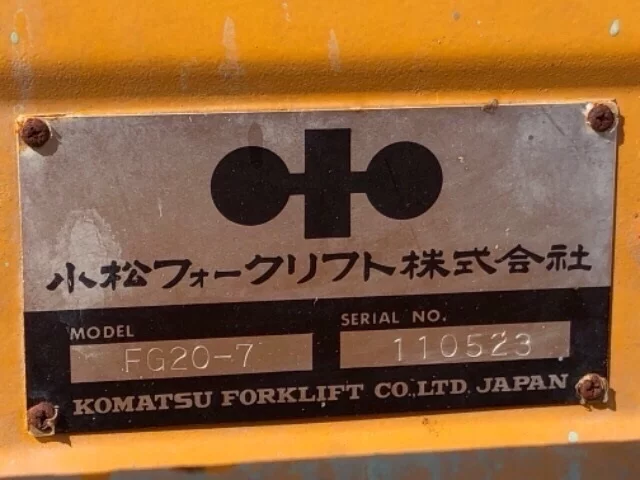 小松フォークリフト株式会社
MODEL
FG20-7
SERIAL NO.
110523
KOMATSU FORKLIFT CO.LTD JAPAN